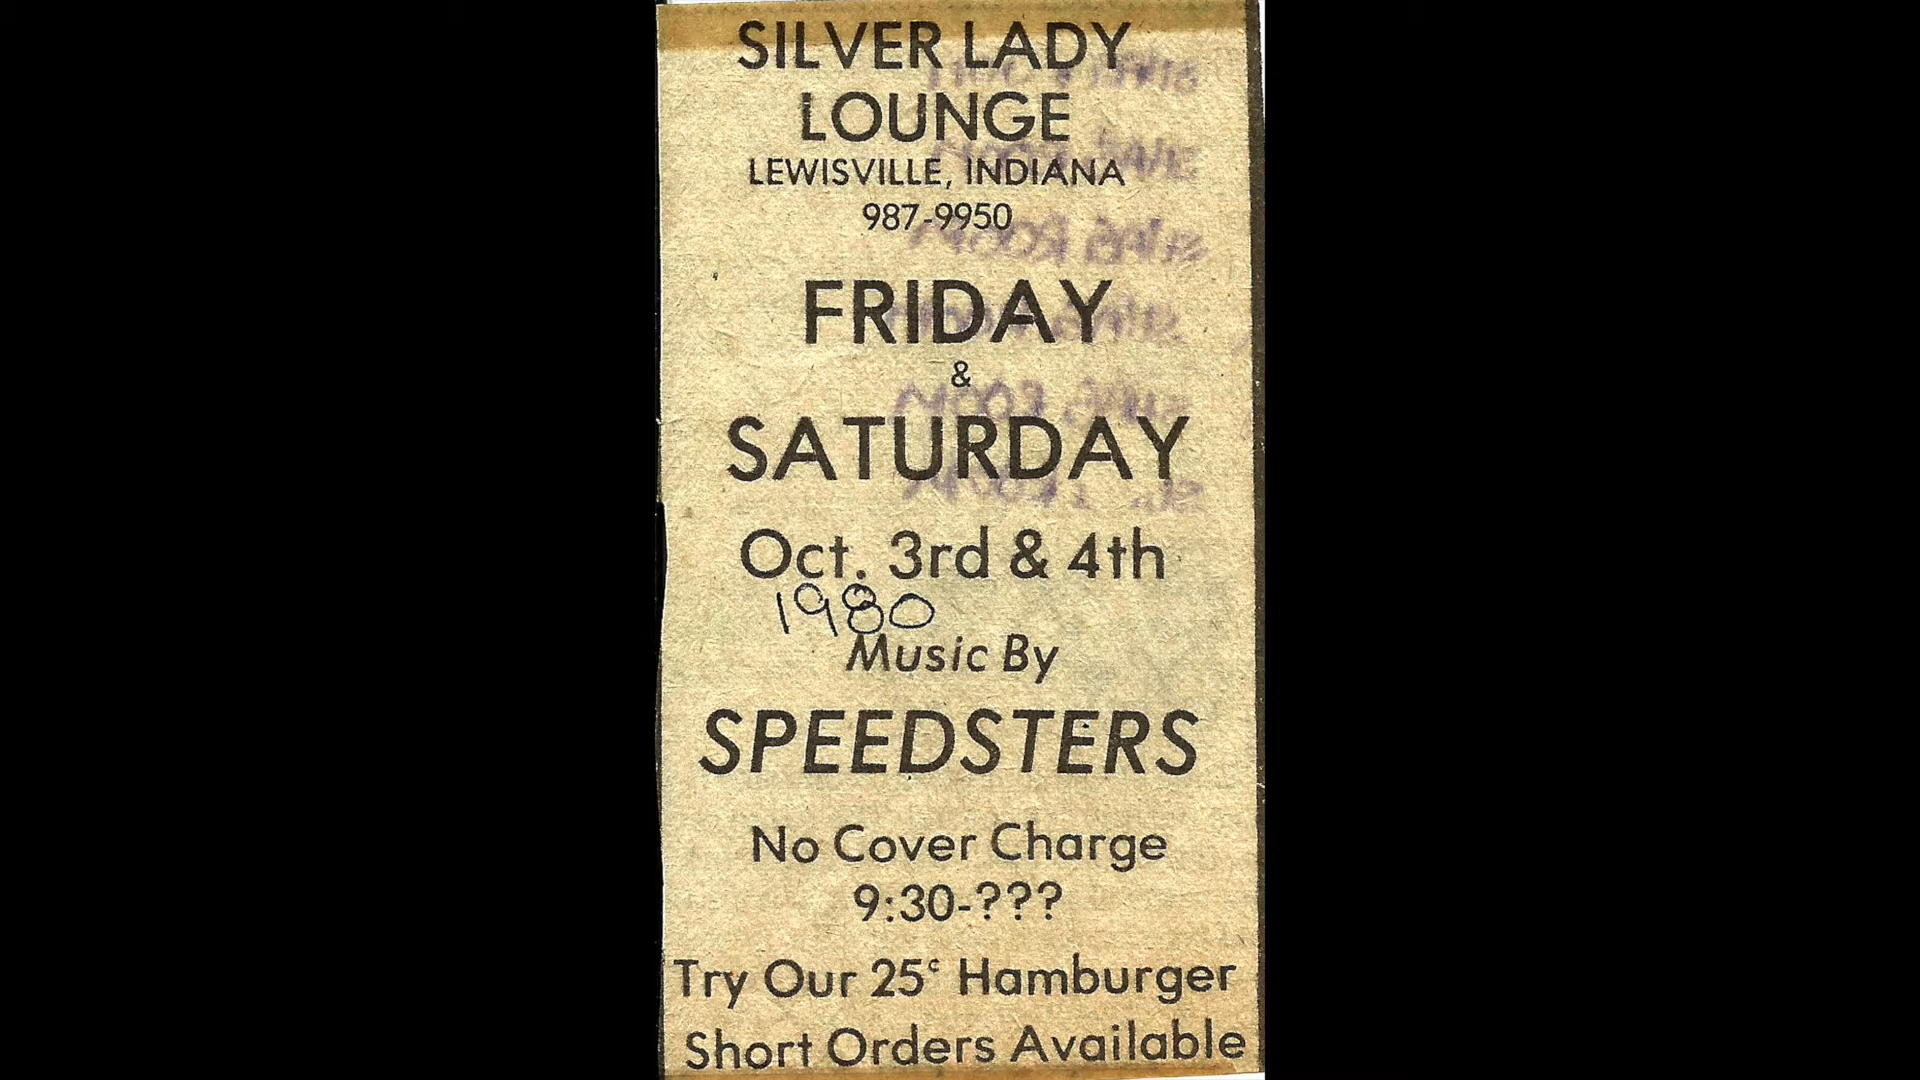 SILVER LADY
LOUNGE
LEWISVILLE, INDIANA
987-9950
FRIDAY
&
SATURDAY
Oct. 3rd & 4th
1980
Music By
SPEEDSTERS
No Cover Charge
9:30-???
Try Our 25¢ Hamburger
Short Orders Available